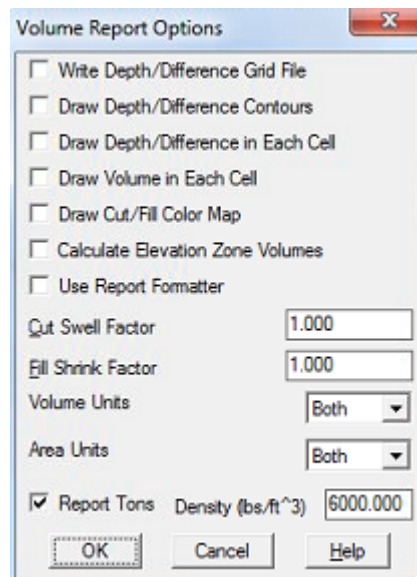 Volume Report Options
Write Depth/Difference Grid File
Draw Depth/Difference Contours
Draw Depth/Difference in Each Cell
Draw Volume in Each Cell
Draw Cut/Fill Color Map
Calculate Elevation Zone Volumes
Use Report Formatter
Cut Swell Factor 1.000
Fill Shrink Factor 1.000
Volume Units Both
Area Units Both
Report Tons Density (lbs/ft^3) 6000.000
OK Cancel Help